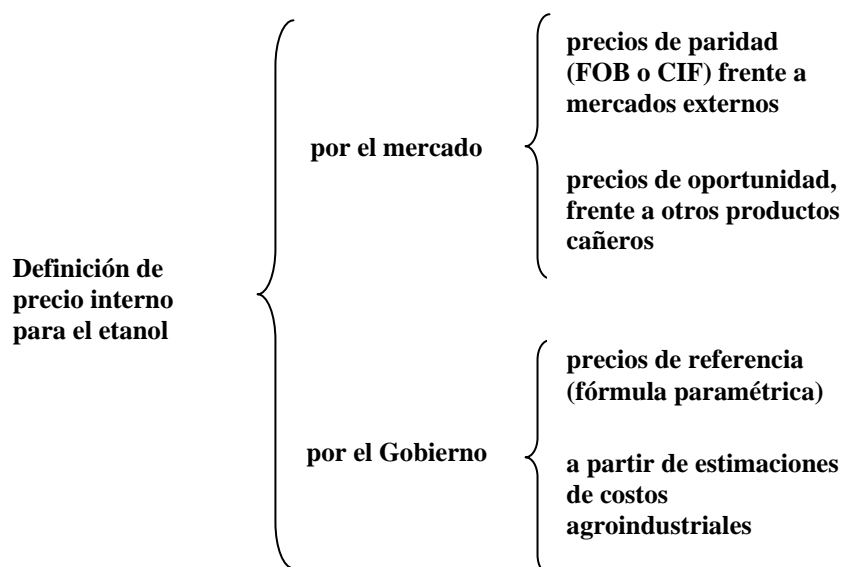 Definición de
precio interno
para el etanol
por el mercado
precios de paridad
(FOB o CIF) frente a
mercados externos
precios de oportunidad,
frente a otros productos
cañeros
por el Gobierno
precios de referencia
(fórmula paramétrica)
a partir de estimaciones
de costos
agroindustriales